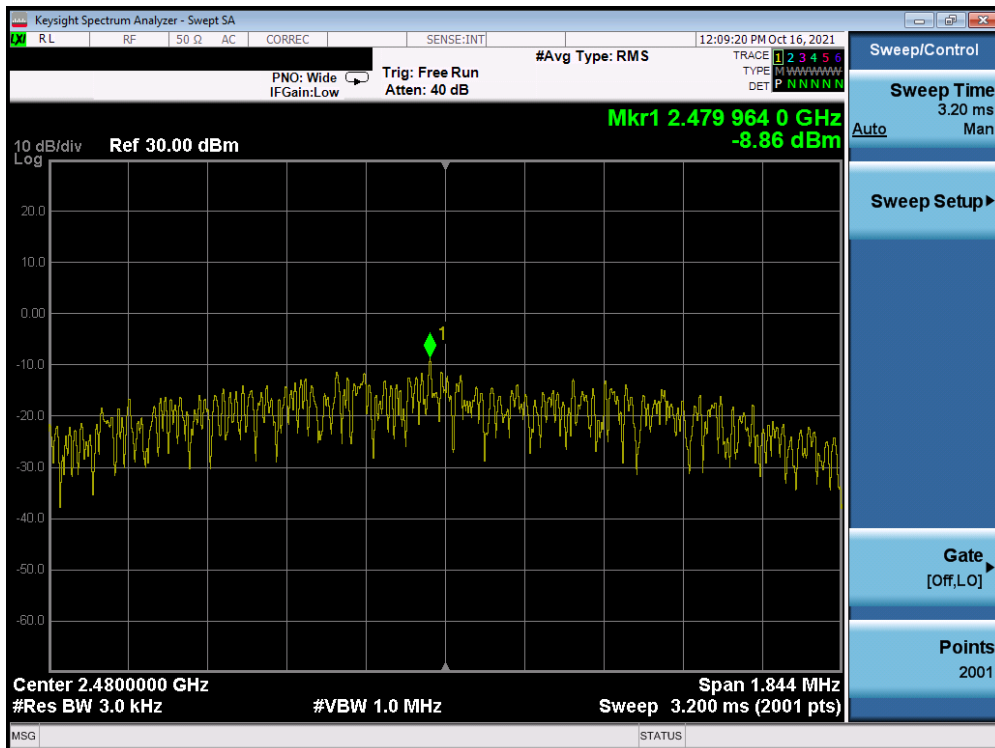 Keysight Spectrum Analyzer - Swept SA
LXI RL RF 50 Ω AC CORREC SENSE:INT 12:09:20 PM Oct 16, 2021
#Avg Type: RMS TRACE 1 2 3 4 5 6
PNO: Wide Trig: Free Run TYPE M WWWWW
IFGain:Low Atten: 40 dB DET P N N N N N
Mkr1 2.479 964 0 GHz
-8.86 dBm
10 dB/div Ref 30.00 dBm
Log
20.0
10.0
0.00
1
-10.0
-20.0
-30.0
-40.0
-50.0
-60.0
Center 2.4800000 GHz Span 1.844 MHz
#Res BW 3.0 kHz #VBW 1.0 MHz Sweep 3.200 ms (2001 pts)
MSG STATUS
Sweep/Control
Sweep Time
3.20 ms
Auto Man
Sweep Setup
Gate
[Off,LO]
Points
2001